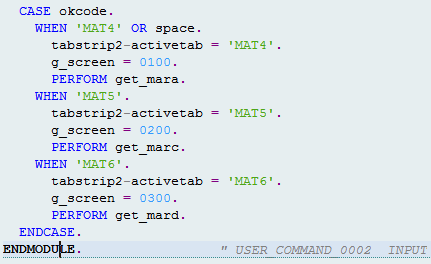 CASE okcode.
WHEN 'MAT4' OR space.
tabstrip2-activetab = 'MAT4'.
g_screen = 0100.
PERFORM get_mara.
WHEN 'MAT5'.
tabstrip2-activetab = 'MAT5'.
g_screen = 0200.
PERFORM get_marc.
WHEN 'MAT6'.
tabstrip2-activetab = 'MAT6'.
g_screen = 0300.
PERFORM get_mard.
ENDCASE.
ENDMODULE. " USER_COMMAND_0002 INPUT